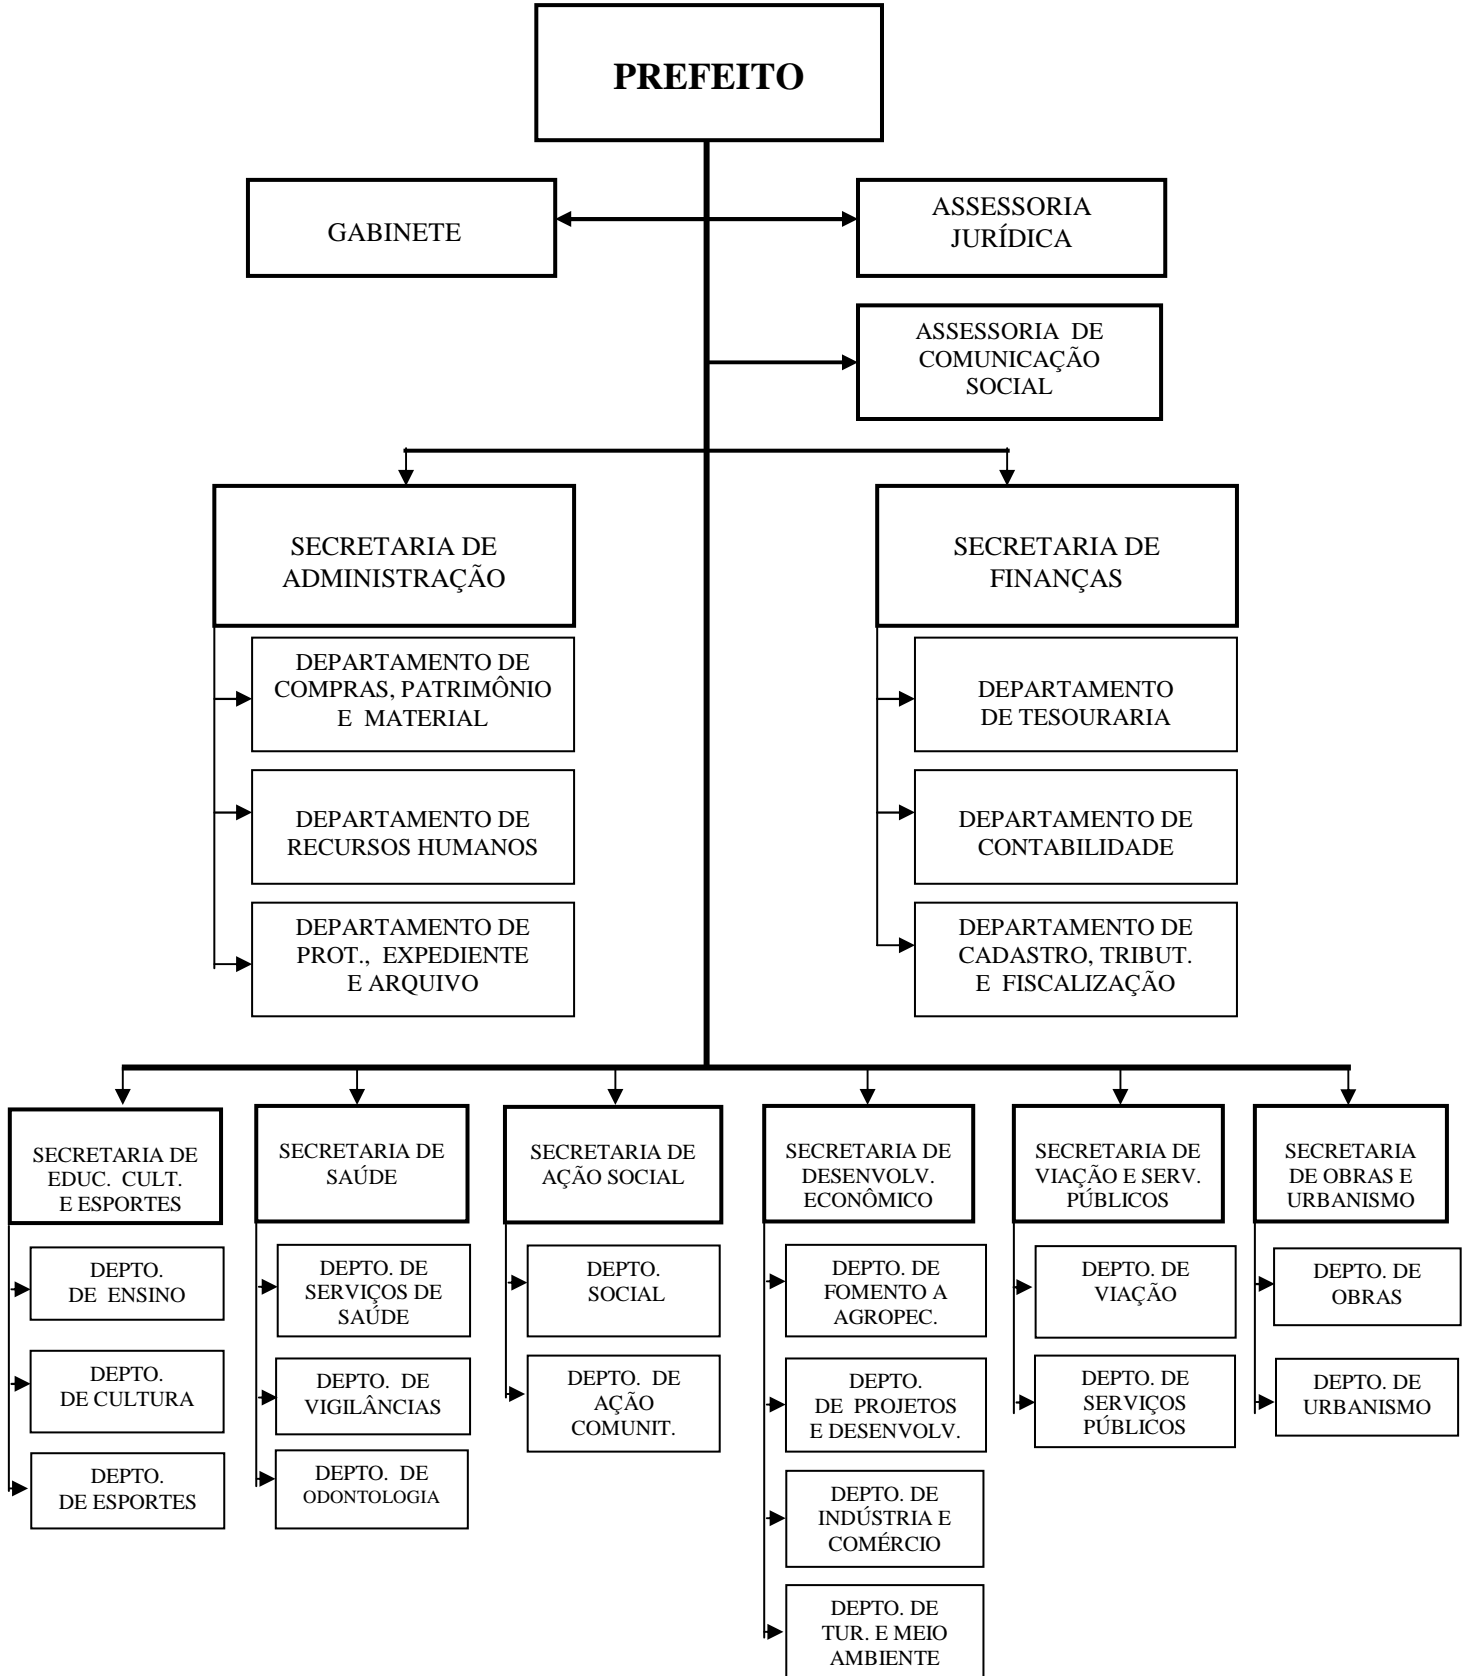 PREFEITO
GABINETE
ASSESSORIA
JURÍDICA
ASSESSORIA DE
COMUNICAÇÃO
SOCIAL
SECRETARIA DE
ADMINISTRAÇÃO
SECRETARIA DE
FINANÇAS
DEPARTAMENTO DE
COMPRAS, PATRIMÔNIO
E MATERIAL
DEPARTAMENTO
DE TESOURARIA
DEPARTAMENTO DE
RECURSOS HUMANOS
DEPARTAMENTO DE
CONTABILIDADE
DEPARTAMENTO DE
PROT., EXPEDIENTE
E ARQUIVO
DEPARTAMENTO DE
CADASTRO, TRIBUT.
E FISCALIZAÇÃO
SECRETARIA DE
EDUC. CULT.
E ESPORTES
SECRETARIA DE
SAÚDE
SECRETARIA DE
AÇÃO SOCIAL
SECRETARIA DE
DESENVOLV.
ECONÔMICO
SECRETARIA DE
VIAÇÃO E SERV.
PÚBLICOS
SECRETARIA
DE OBRAS E
URBANISMO
DEPTO.
DE ENSINO
DEPTO. DE
SERVIÇOS DE
SAÚDE
DEPTO.
SOCIAL
DEPTO. DE
FOMENTO A
AGROPEC.
DEPTO. DE
VIAÇÃO
DEPTO. DE
OBRAS
DEPTO.
DE CULTURA
DEPTO. DE
VIGILÂNCIAS
DEPTO. DE
AÇÃO
COMUNIT.
DEPTO.
DE PROJETOS
E DESENVOLV.
DEPTO. DE
SERVIÇOS
PÚBLICOS
DEPTO. DE
URBANISMO
DEPTO.
DE ESPORTES
DEPTO. DE
ODONTOLOGIA
DEPTO. DE
INDÚSTRIA E
COMÉRCIO
DEPTO. DE
TUR. E MEIO
AMBIENTE